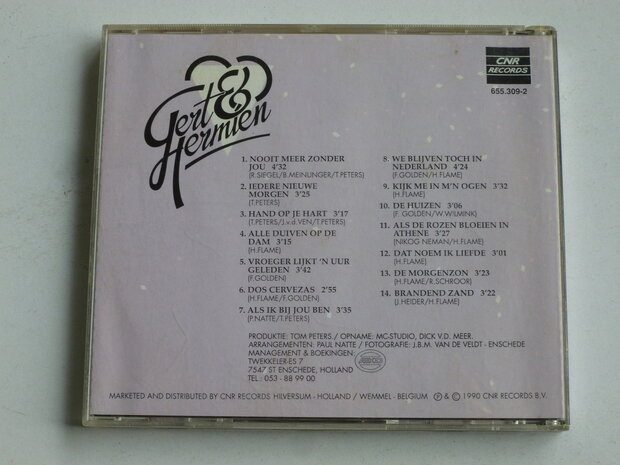 Gert &
Hermien
CNR
RECORDS
655.309-2
1. NOOIT MEER ZONDER
JOU 4'32
(R.SIEGEL/B.MEINUNGER/T.PETERS)
2. IEDERE NIEUWE
MORGEN 3'25
(T.PETERS)
3. HAND OP JE HART 3'17
(T.PETERS/J.v.d.VEN/T.PETERS)
4. ALLE DUIVEN OP DE
DAM 3'15
(H.FLAME)
5. VROEGER LIJKT 'N UUR
GELEDEN 3'42
(F.GOLDEN)
6. DOS CERVEZAS 2'55
(H.FLAME/F.GOLDEN)
7. ALS IK BIJ JOU BEN 3'35
(P.NATTE/T.PETERS)
8. WE BLIJVEN TOCH IN
NEDERLAND 4'24
(F.GOLDEN/H.FLAME)
9. KIJK ME IN M'N OGEN 3'32
(H.FLAME)
10. DE HUIZEN 3'06
(F. GOLDEN/W.WILMINK)
11. ALS DE ROZEN BLOEIEN IN
ATHENE 3'27
(NIKOG NEMAN/H.FLAME)
12. DAT NOEM IK LIEFDE 3'01
(H.FLAME)
13. DE MORGENZON 3'23
(H.FLAME/R.SCHROOR)
14. BRANDEND ZAND 3'22
(J.HEIDER/H.FLAME)
PRODUKTIE: TOM PETERS / OPNAME: MC-STUDIO, DICK V.D. MEER.
ARRANGEMENTEN: PAUL NATTE / FOTOGRAFIE: J.B.M. VAN DE VELDT - ENSCHEDE
MANAGEMENT & BOEKINGEN:
TWEKKELER-ES 7
7547 ST ENSCHEDE, HOLLAND
TEL.: 053 - 88 99 00
MARKETED AND DISTRIBUTED BY CNR RECORDS HILVERSUM - HOLLAND / WEMMEL - BELGIUM ℗ & © 1990 CNR RECORDS B.V.